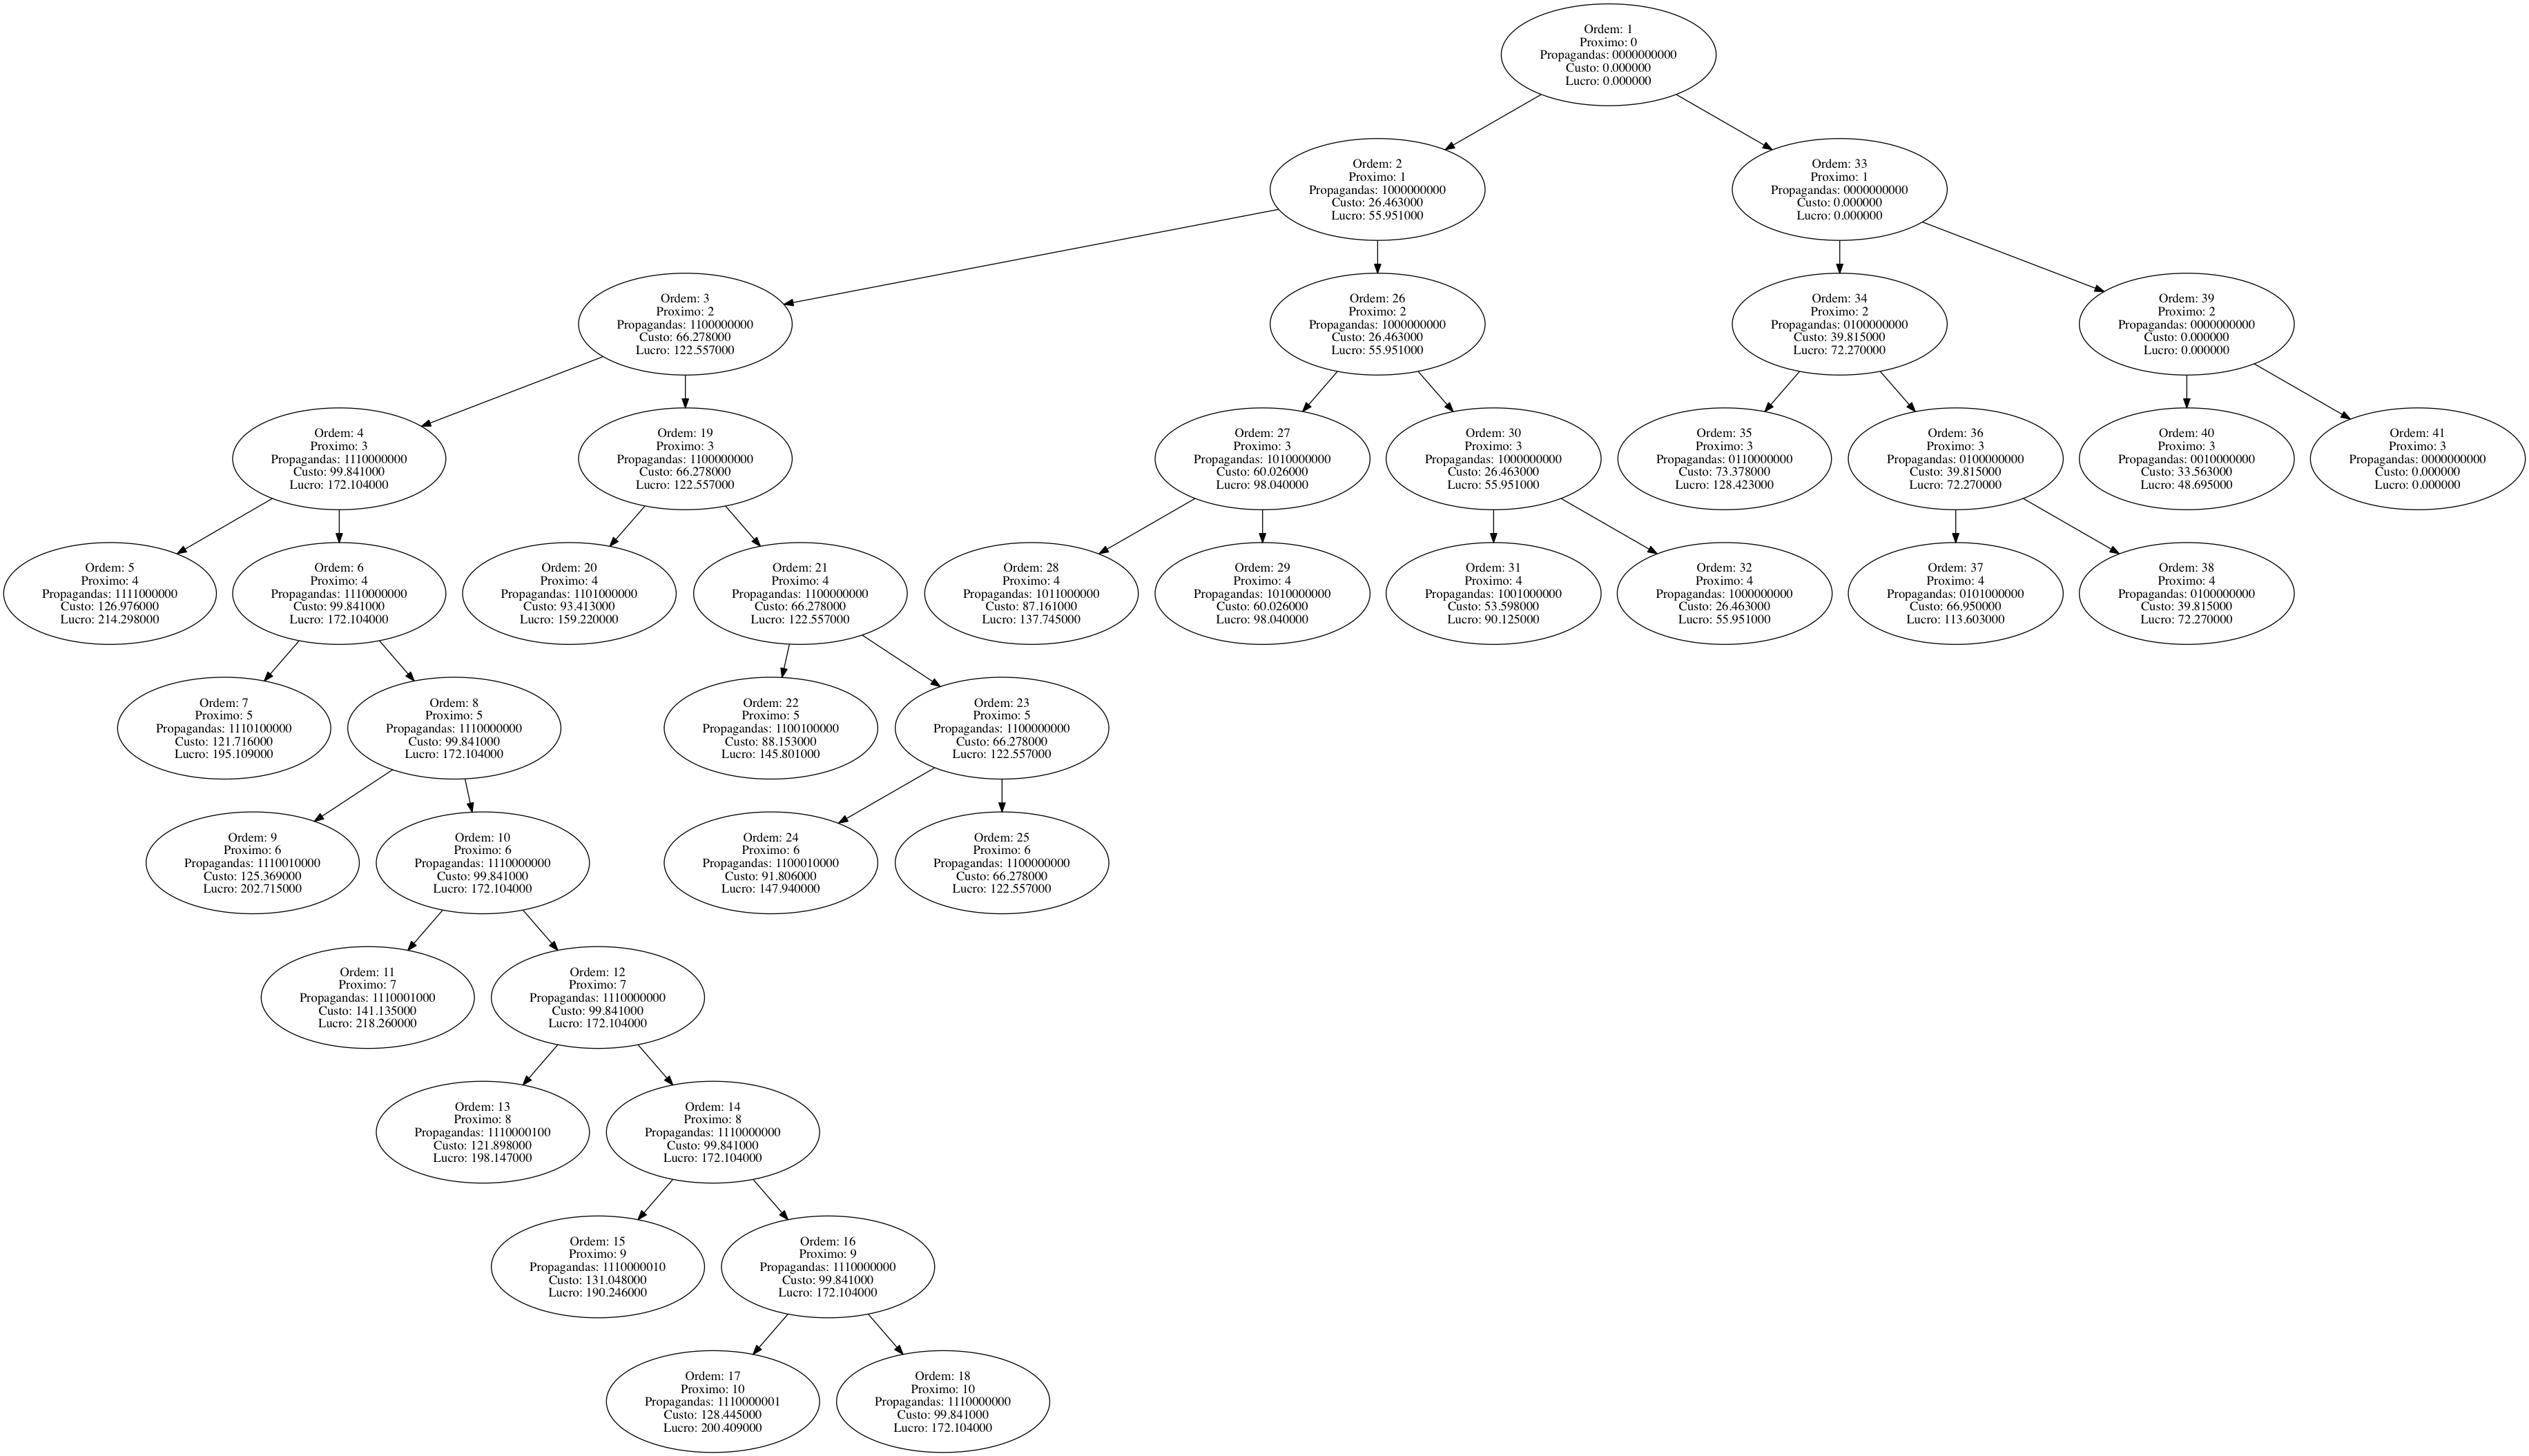 Ordem: 1
Proximo: 0
Propagandas: 0000000000
Custo: 0.000000
Lucro: 0.000000
Ordem: 2
Proximo: 1
Propagandas: 1000000000
Custo: 26.463000
Lucro: 55.951000
Ordem: 33
Proximo: 1
Propagandas: 0000000000
Custo: 0.000000
Lucro: 0.000000
Ordem: 3
Proximo: 2
Propagandas: 1100000000
Custo: 66.278000
Lucro: 122.557000
Ordem: 26
Proximo: 2
Propagandas: 1000000000
Custo: 26.463000
Lucro: 55.951000
Ordem: 34
Proximo: 2
Propagandas: 0100000000
Custo: 39.815000
Lucro: 72.270000
Ordem: 39
Proximo: 2
Propagandas: 0000000000
Custo: 0.000000
Lucro: 0.000000
Ordem: 4
Proximo: 3
Propagandas: 1110000000
Custo: 99.841000
Lucro: 172.104000
Ordem: 19
Proximo: 3
Propagandas: 1100000000
Custo: 66.278000
Lucro: 122.557000
Ordem: 27
Proximo: 3
Propagandas: 1010000000
Custo: 60.026000
Lucro: 98.040000
Ordem: 30
Proximo: 3
Propagandas: 1000000000
Custo: 26.463000
Lucro: 55.951000
Ordem: 35
Proximo: 3
Propagandas: 0110000000
Custo: 73.378000
Lucro: 128.423000
Ordem: 36
Proximo: 3
Propagandas: 0100000000
Custo: 39.815000
Lucro: 72.270000
Ordem: 40
Proximo: 3
Propagandas: 0010000000
Custo: 33.563000
Lucro: 48.695000
Ordem: 41
Proximo: 3
Propagandas: 0000000000
Custo: 0.000000
Lucro: 0.000000
Ordem: 5
Proximo: 4
Propagandas: 1111000000
Custo: 126.976000
Lucro: 214.298000
Ordem: 6
Proximo: 4
Propagandas: 1110000000
Custo: 99.841000
Lucro: 172.104000
Ordem: 20
Proximo: 4
Propagandas: 1101000000
Custo: 93.413000
Lucro: 159.220000
Ordem: 21
Proximo: 4
Propagandas: 1100000000
Custo: 66.278000
Lucro: 122.557000
Ordem: 28
Proximo: 4
Propagandas: 1011000000
Custo: 87.161000
Lucro: 137.745000
Ordem: 29
Proximo: 4
Propagandas: 1010000000
Custo: 60.026000
Lucro: 98.040000
Ordem: 31
Proximo: 4
Propagandas: 1001000000
Custo: 53.598000
Lucro: 90.125000
Ordem: 32
Proximo: 4
Propagandas: 1000000000
Custo: 26.463000
Lucro: 55.951000
Ordem: 37
Proximo: 4
Propagandas: 0101000000
Custo: 66.950000
Lucro: 113.603000
Ordem: 38
Proximo: 4
Propagandas: 0100000000
Custo: 39.815000
Lucro: 72.270000
Ordem: 7
Proximo: 5
Propagandas: 1110100000
Custo: 121.716000
Lucro: 195.109000
Ordem: 8
Proximo: 5
Propagandas: 1110000000
Custo: 99.841000
Lucro: 172.104000
Ordem: 22
Proximo: 5
Propagandas: 1100100000
Custo: 88.153000
Lucro: 145.801000
Ordem: 23
Proximo: 5
Propagandas: 1100000000
Custo: 66.278000
Lucro: 122.557000
Ordem: 9
Proximo: 6
Propagandas: 1110010000
Custo: 125.369000
Lucro: 202.715000
Ordem: 10
Proximo: 6
Propagandas: 1110000000
Custo: 99.841000
Lucro: 172.104000
Ordem: 24
Proximo: 6
Propagandas: 1100010000
Custo: 91.806000
Lucro: 147.940000
Ordem: 25
Proximo: 6
Propagandas: 1100000000
Custo: 66.278000
Lucro: 122.557000
Ordem: 11
Proximo: 7
Propagandas: 1110001000
Custo: 141.135000
Lucro: 218.260000
Ordem: 12
Proximo: 7
Propagandas: 1110000000
Custo: 99.841000
Lucro: 172.104000
Ordem: 13
Proximo: 8
Propagandas: 1110000100
Custo: 121.898000
Lucro: 198.147000
Ordem: 14
Proximo: 8
Propagandas: 1110000000
Custo: 99.841000
Lucro: 172.104000
Ordem: 15
Proximo: 9
Propagandas: 1110000010
Custo: 131.048000
Lucro: 190.246000
Ordem: 16
Proximo: 9
Propagandas: 1110000000
Custo: 99.841000
Lucro: 172.104000
Ordem: 17
Proximo: 10
Propagandas: 1110000001
Custo: 128.445000
Lucro: 200.409000
Ordem: 18
Proximo: 10
Propagandas: 1110000000
Custo: 99.841000
Lucro: 172.104000